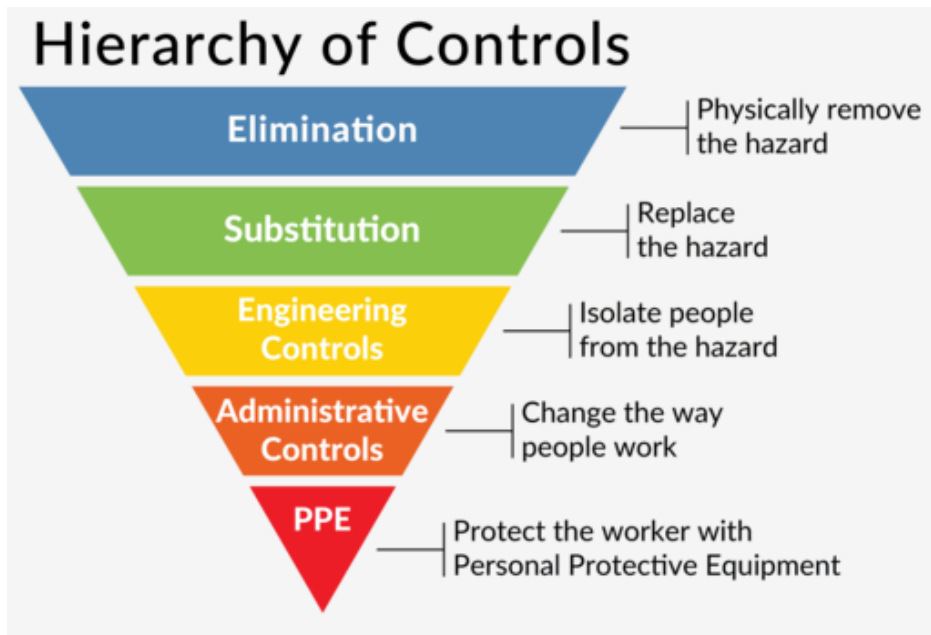 Hierarchy of Controls
Elimination
Physically remove
the hazard
Substitution
Replace
the hazard
Engineering
Controls
Isolate people
from the hazard
Administrative
Controls
Change the way
people work
PPE
Protect the worker with
Personal Protective Equipment